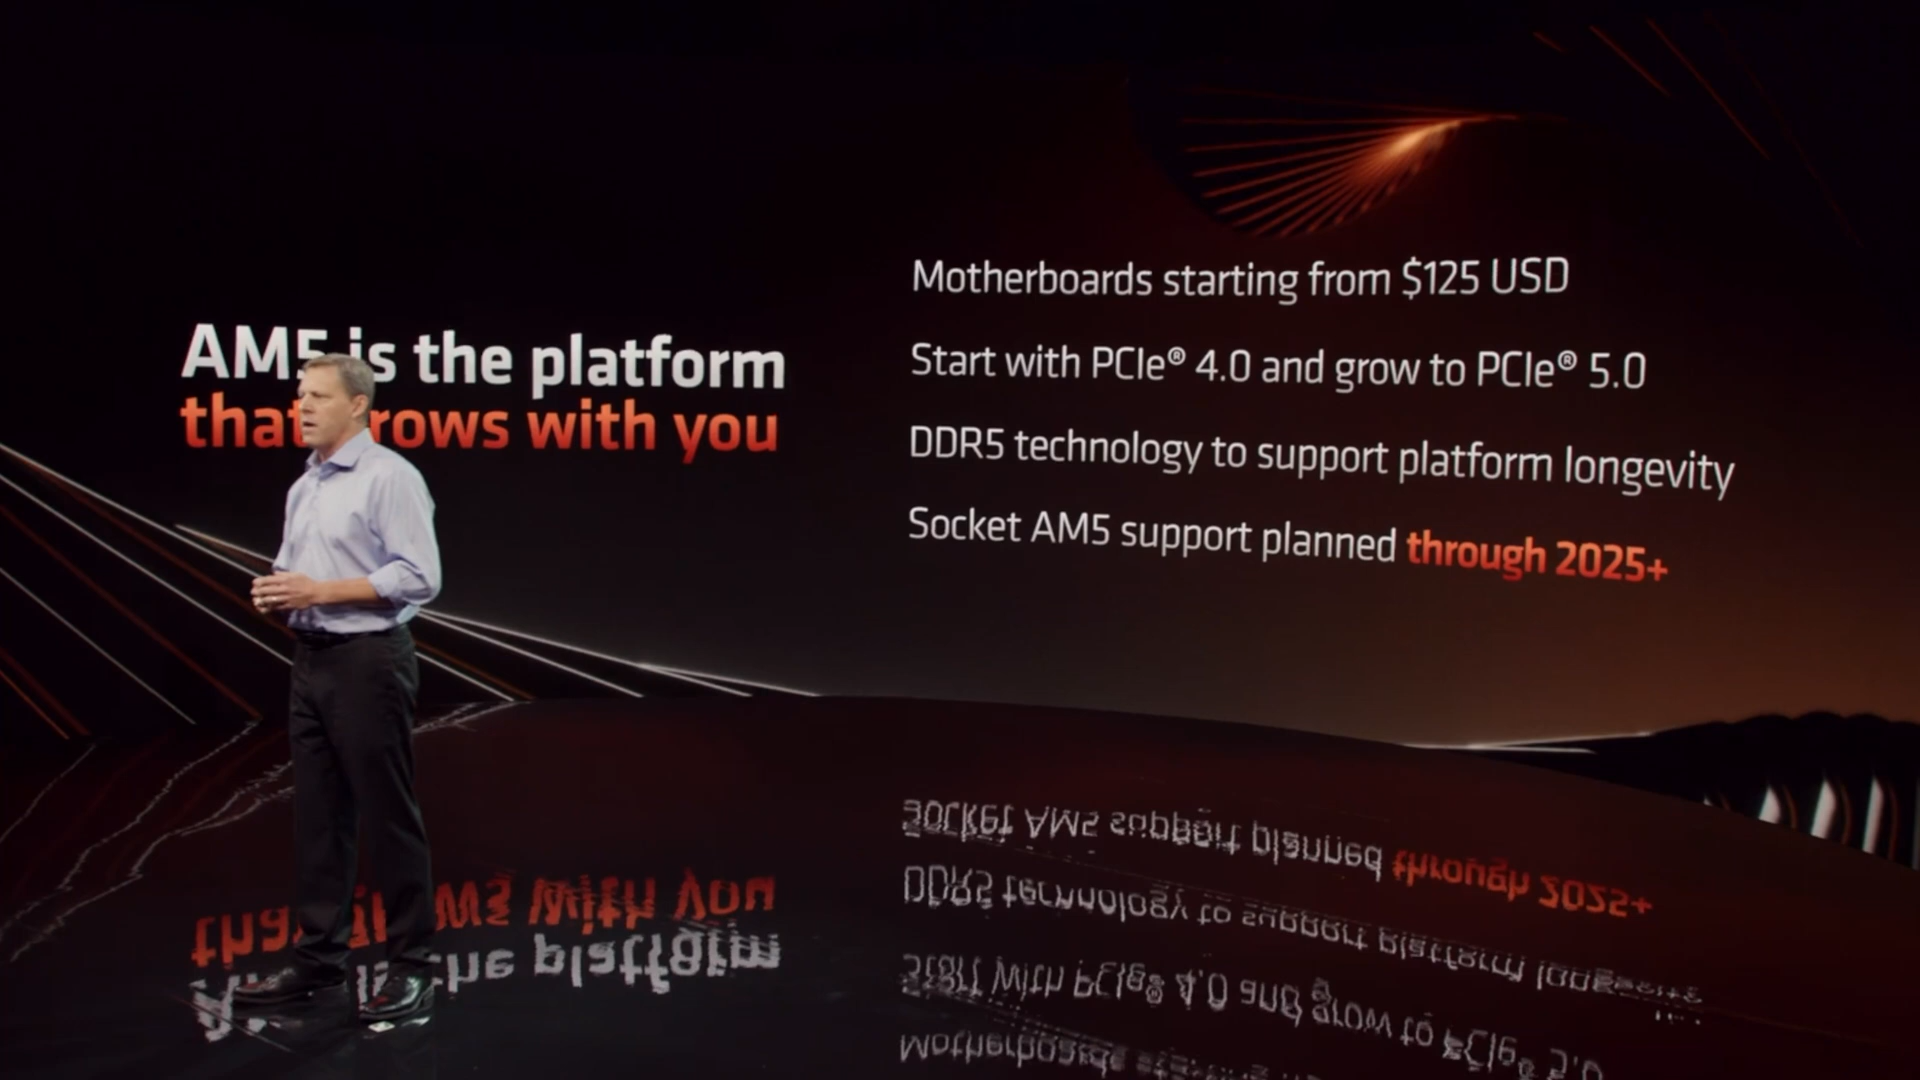 AM5 is the platform
that grows with you
Motherboards starting from $125 USD
Start with PCIe® 4.0 and grow to PCIe® 5.0
DDR5 technology to support platform longevity
Socket AM5 support planned through 2025+